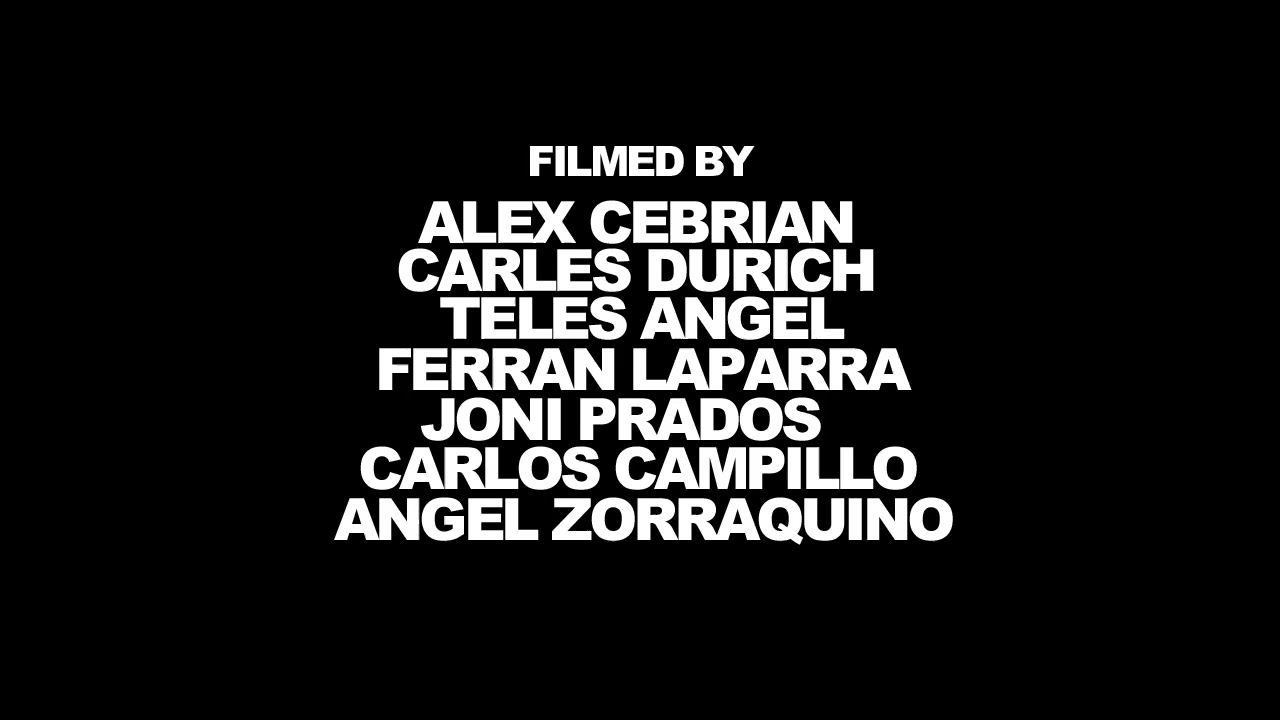 FILMED BY
ALEX CEBRIAN
CARLES DURICH
TELES ANGEL
FERRAN LAPARRA
JONI PRADOS
CARLOS CAMPILLO
ANGEL ZORRAQUINO